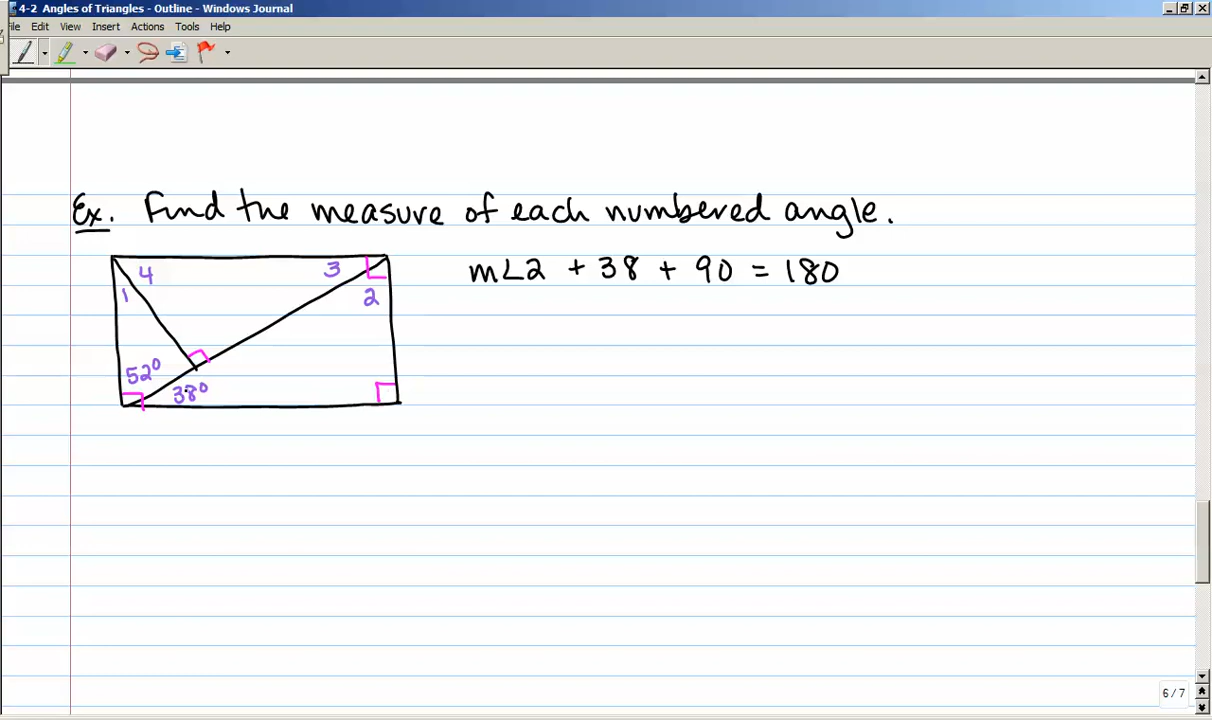 4-2 Angles of Triangles - Outline - Windows Journal
File Edit View Insert Actions Tools Help
Ex. Find the measure of each numbered angle.
4 3
m∠2 + 38 + 90 = 180
1 2
52°
38°
6 / 7